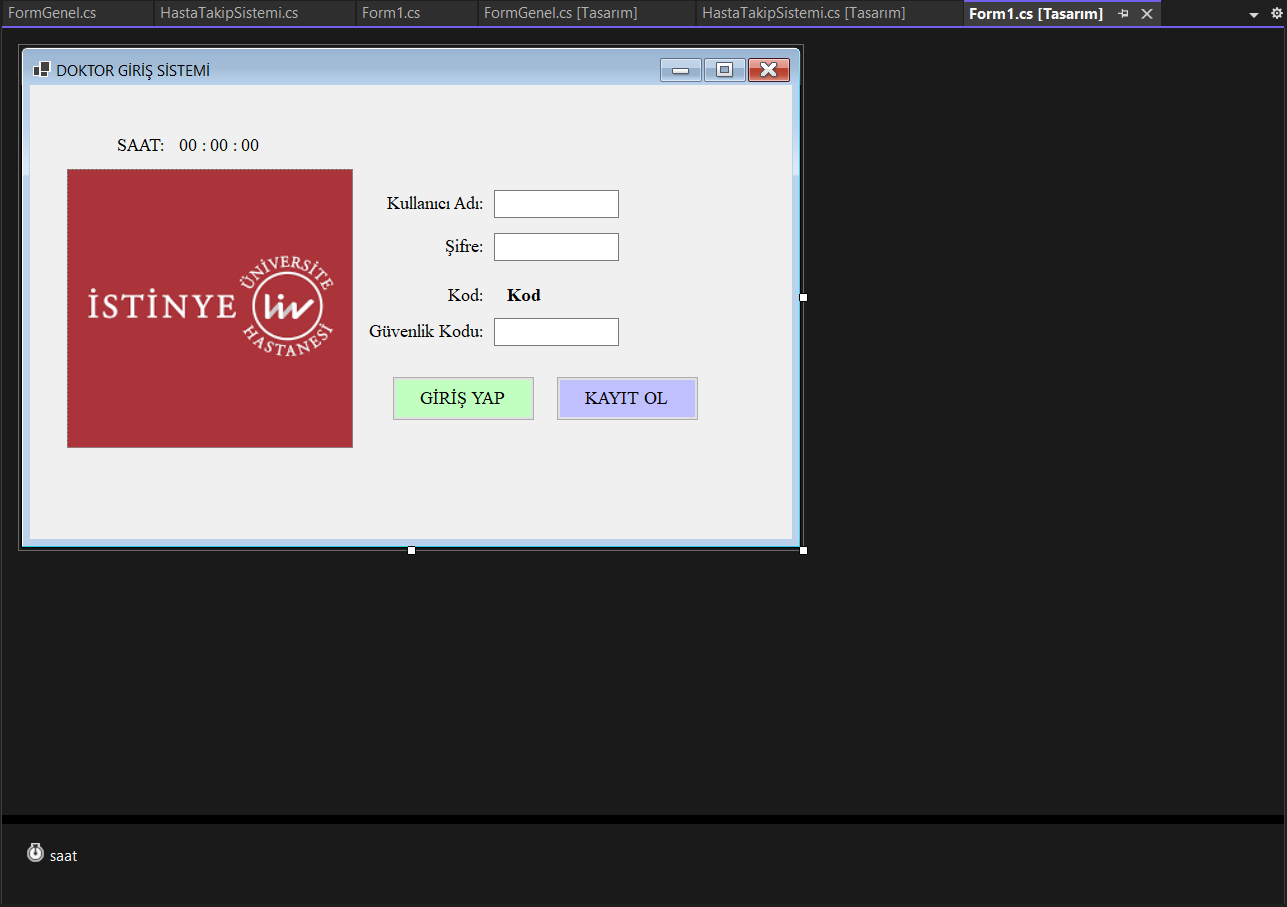 FormGenel.cs HastaTakipSistemi.cs Form1.cs FormGenel.cs [Tasarım] HastaTakipSistemi.cs [Tasarım] Form1.cs [Tasarım]
DOKTOR GİRİŞ SİSTEMİ
SAAT: 00 : 00 : 00
İSTİNYE
ÜNİVERSİTE
liv
HASTANESİ
Kullanıcı Adı:
Şifre:
Kod: Kod
Güvenlik Kodu:
GİRİŞ YAP KAYIT OL
saat